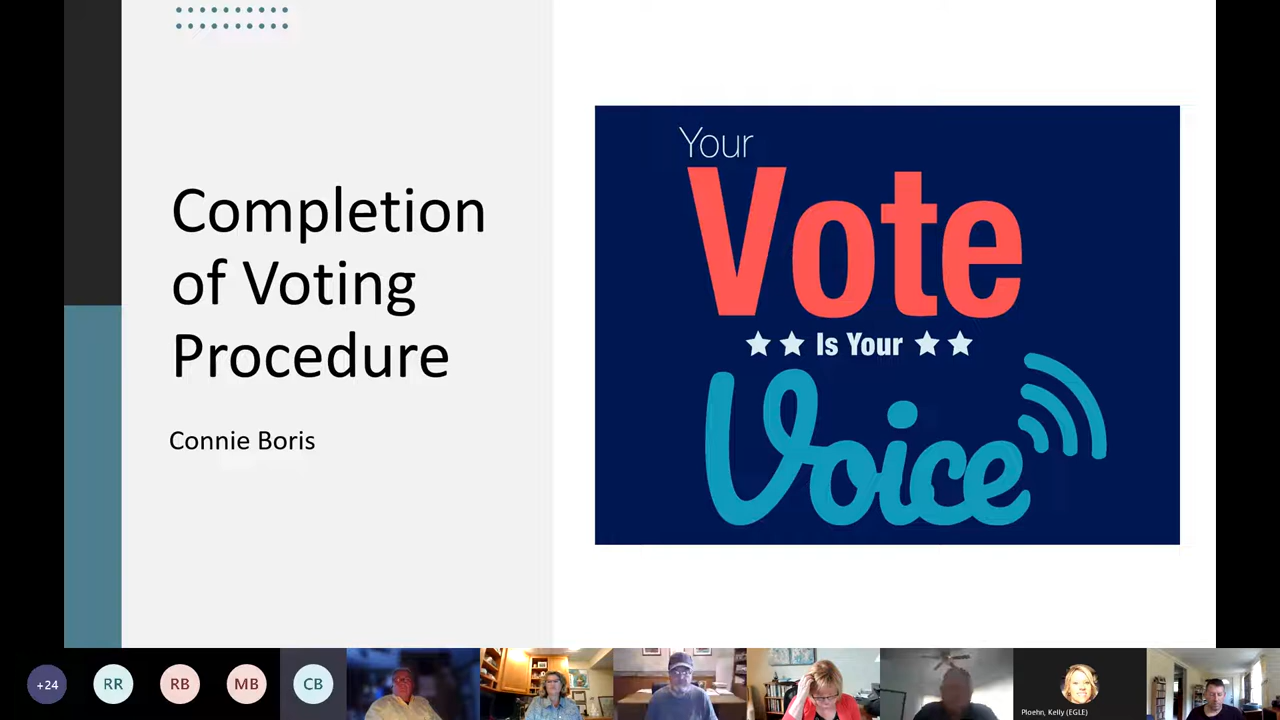 Completion
of Voting
Procedure
Connie Boris
Your
Vote
Is Your
Voice
+24
RR
RB
MB
CB
Ploehn, Kelly (EGLE)